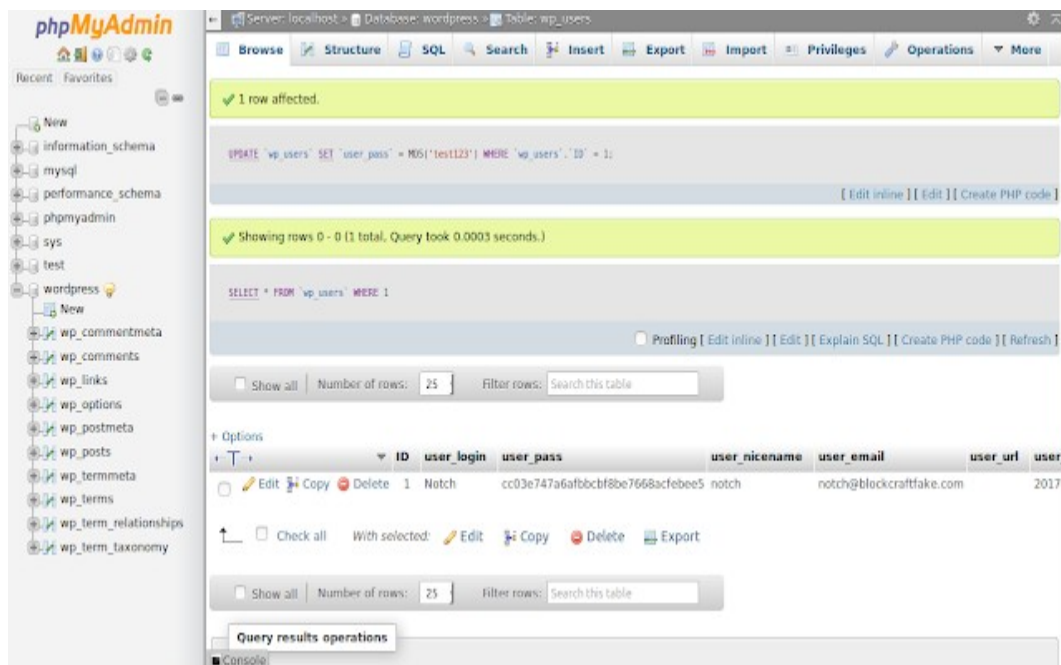 phpMyAdmin
Recent Favorites
New
information_schema
mysql
performance_schema
phpmyadmin
sys
test
wordpress
New
wp_commentmeta
wp_comments
wp_links
wp_options
wp_postmeta
wp_posts
wp_termmeta
wp_terms
wp_term_relationships
wp_term_taxonomy
Server: localhost » Database: wordpress » Table: wp_users
Browse Structure SQL Search Insert Export Import Privileges Operations More
1 row affected.
UPDATE `wp_users` SET `user_pass` = MD5('test123') WHERE `wp_users`.`ID` = 1;
[ Edit inline ] [ Edit ] [ Create PHP code ]
Showing rows 0 - 0 (1 total, Query took 0.0003 seconds.)
SELECT * FROM `wp_users` WHERE 1
Profiling [ Edit inline ] [ Edit ] [ Explain SQL ] [ Create PHP code ] [ Refresh ]
Show all Number of rows: 25 Filter rows: Search this table
+ Options
ID user_login user_pass user_nicename user_email user_url user
Edit Copy Delete 1 Notch cc03e747a6afbbcbf8be7668acfebee5 notch notch@blockcraftfake.com 2017
Check all With selected: Edit Copy Delete Export
Show all Number of rows: 25 Filter rows: Search this table
Query results operations
Console